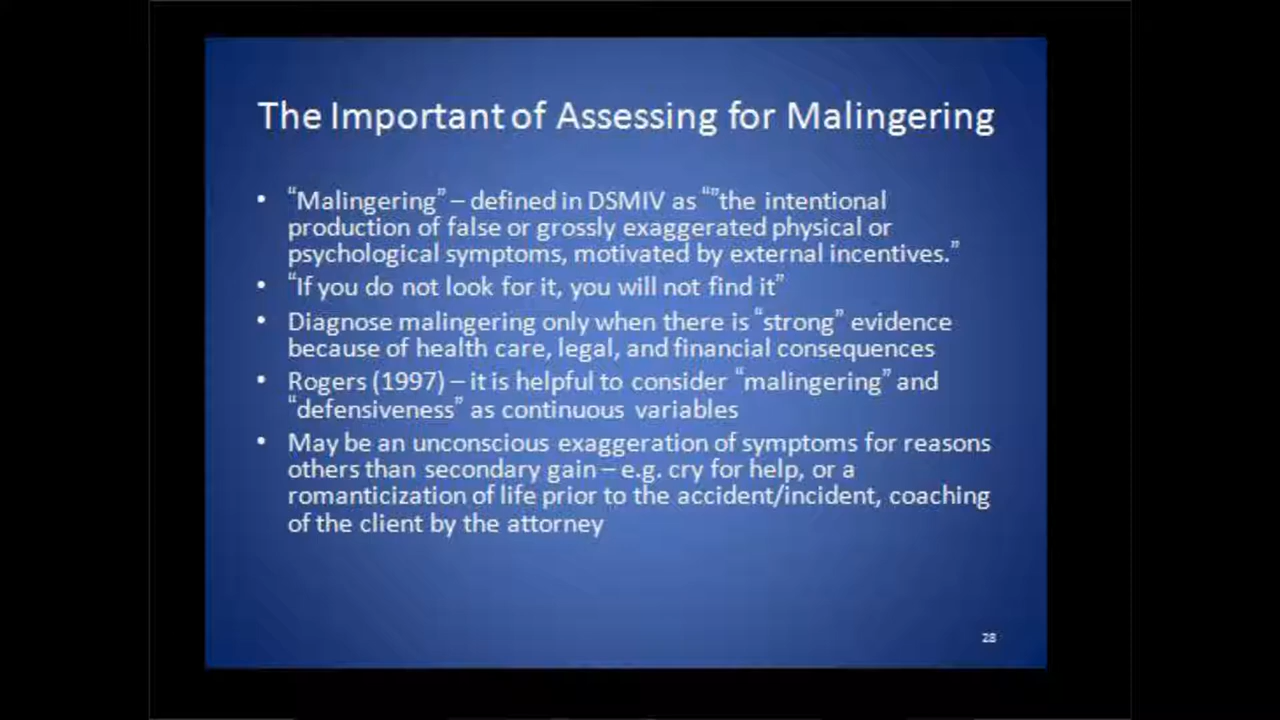 The Important of Assessing for Malingering
• “Malingering” – defined in DSMIV as “”the intentional
production of false or grossly exaggerated physical or
psychological symptoms, motivated by external incentives.”
• “If you do not look for it, you will not find it”
• Diagnose malingering only when there is “strong” evidence
because of health care, legal, and financial consequences
• Rogers (1997) – it is helpful to consider “malingering” and
“defensiveness” as continuous variables
• May be an unconscious exaggeration of symptoms for reasons
others than secondary gain – e.g. cry for help, or a
romanticization of life prior to the accident/incident, coaching
of the client by the attorney
28